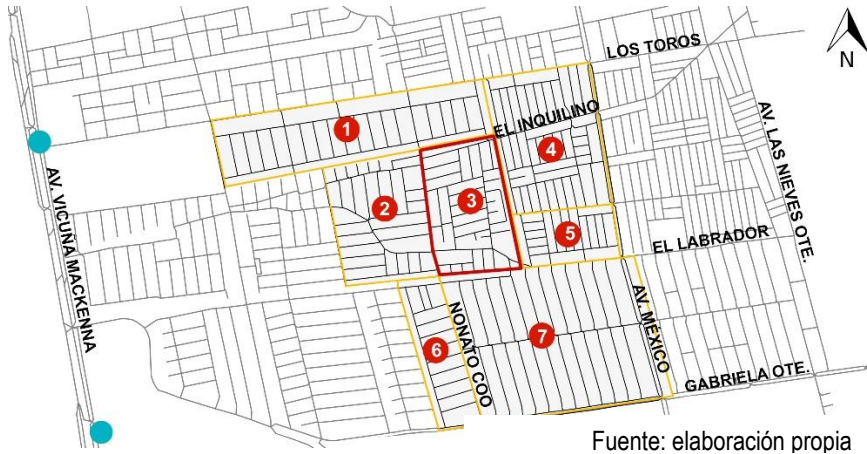 LOS TOROS
N
EL INQUILINO
1
4
AV. LAS NIEVES OTE.
AV. VICUÑA MACKENNA
2
3
5
EL LABRADOR
NONATO COO
AV. MÉXICO
6
7
GABRIELA OTE.
Fuente: elaboración propia